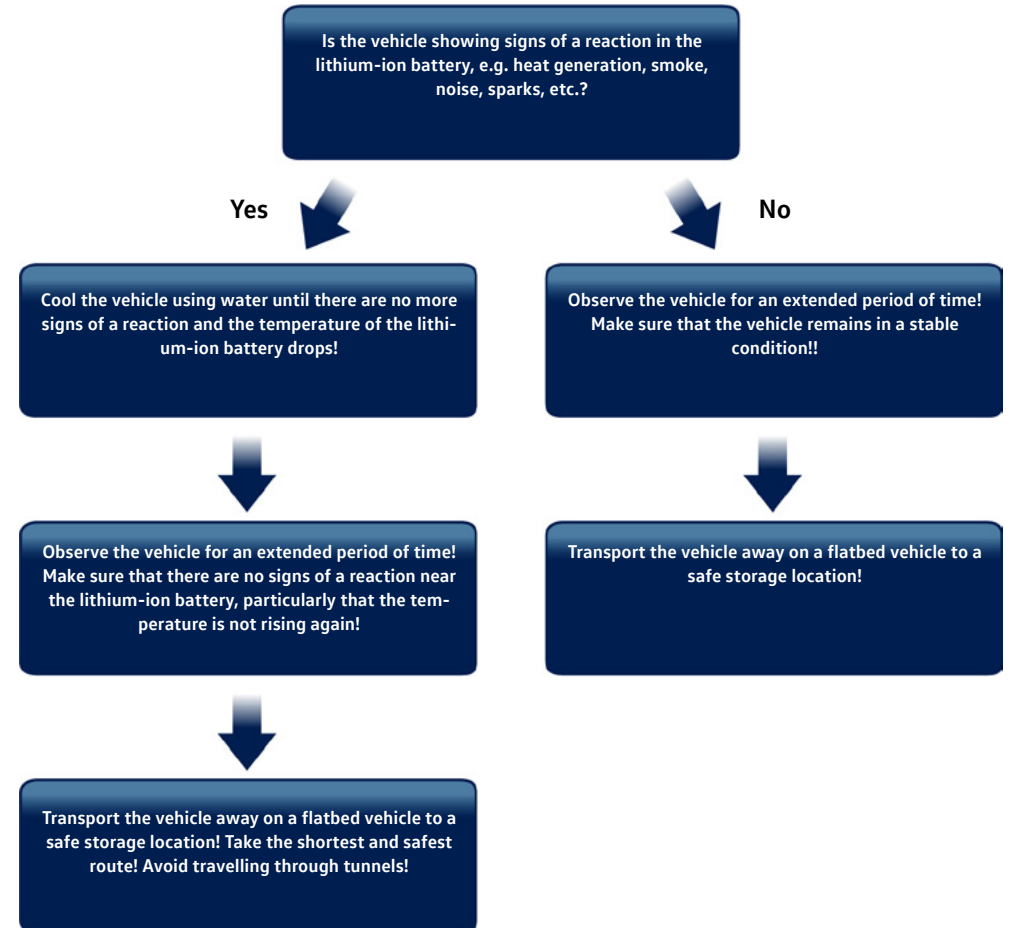 Is the vehicle showing signs of a reaction in the
lithium-ion battery, e.g. heat generation, smoke,
noise, sparks, etc.?
Yes
No
Cool the vehicle using water until there are no more
signs of a reaction and the temperature of the lithi-
um-ion battery drops!
Observe the vehicle for an extended period of time!
Make sure that the vehicle remains in a stable
condition!!
Observe the vehicle for an extended period of time!
Make sure that there are no signs of a reaction near
the lithium-ion battery, particularly that the tem-
perature is not rising again!
Transport the vehicle away on a flatbed vehicle to a
safe storage location!
Transport the vehicle away on a flatbed vehicle to a
safe storage location! Take the shortest and safest
route! Avoid travelling through tunnels!